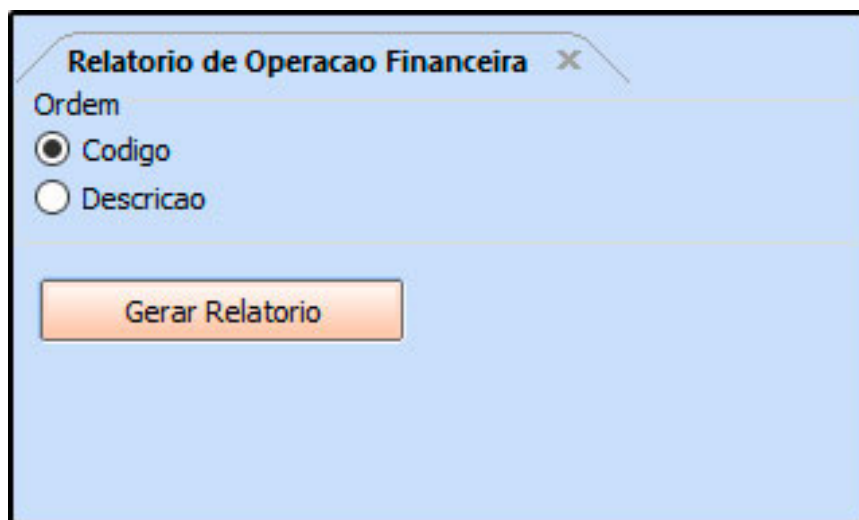 Relatorio de Operacao Financeira
Ordem
Codigo
Descricao
Gerar Relatorio